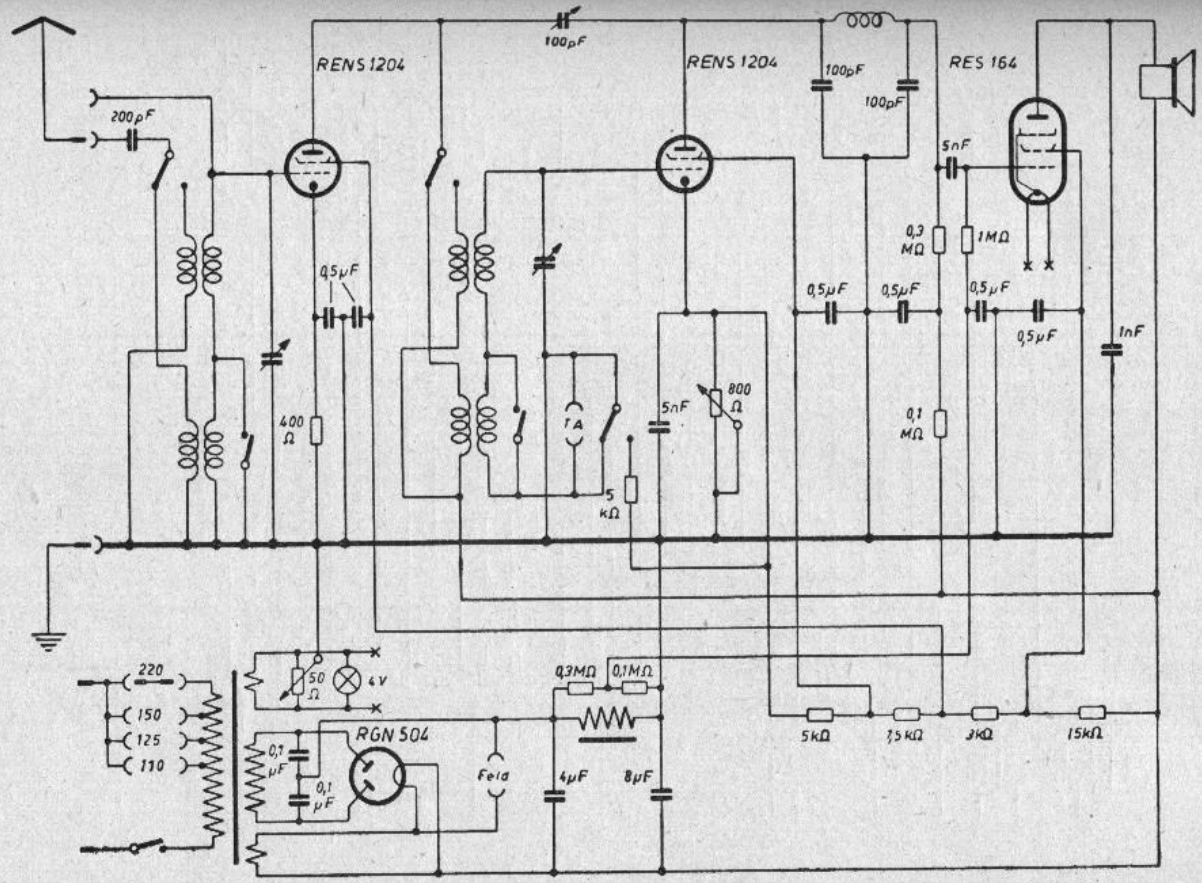 100pF
RENS 1204
RENS 1204
RES 164
200pF
100pF
100pF
5nF
0,3
MΩ
1MΩ
0,5µF
0,5µF
0,5µF
0,5µF
0,5µF
1nF
400
Ω
TA
5nF
800
Ω
0,1
MΩ
5
kΩ
220
150
125
110
50
Ω
4V
0,3MΩ
0,1MΩ
RGN 504
0,1
µF
0,1
µF
Feld
4µF
8µF
5kΩ
7,5kΩ
3kΩ
15kΩ